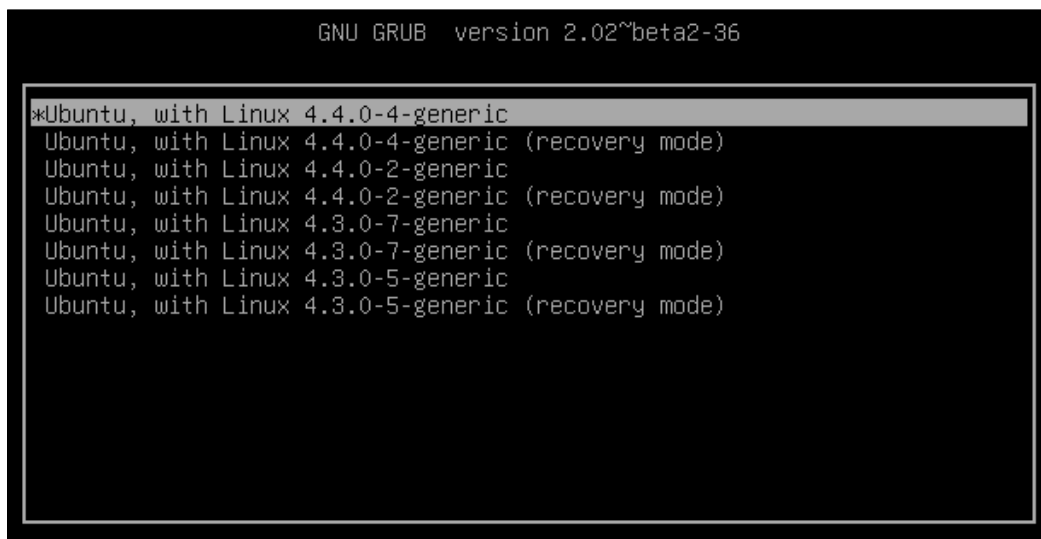 GNU GRUB version 2.02~beta2-36
*Ubuntu, with Linux 4.4.0-4-generic
Ubuntu, with Linux 4.4.0-4-generic (recovery mode)
Ubuntu, with Linux 4.4.0-2-generic
Ubuntu, with Linux 4.4.0-2-generic (recovery mode)
Ubuntu, with Linux 4.3.0-7-generic
Ubuntu, with Linux 4.3.0-7-generic (recovery mode)
Ubuntu, with Linux 4.3.0-5-generic
Ubuntu, with Linux 4.3.0-5-generic (recovery mode)